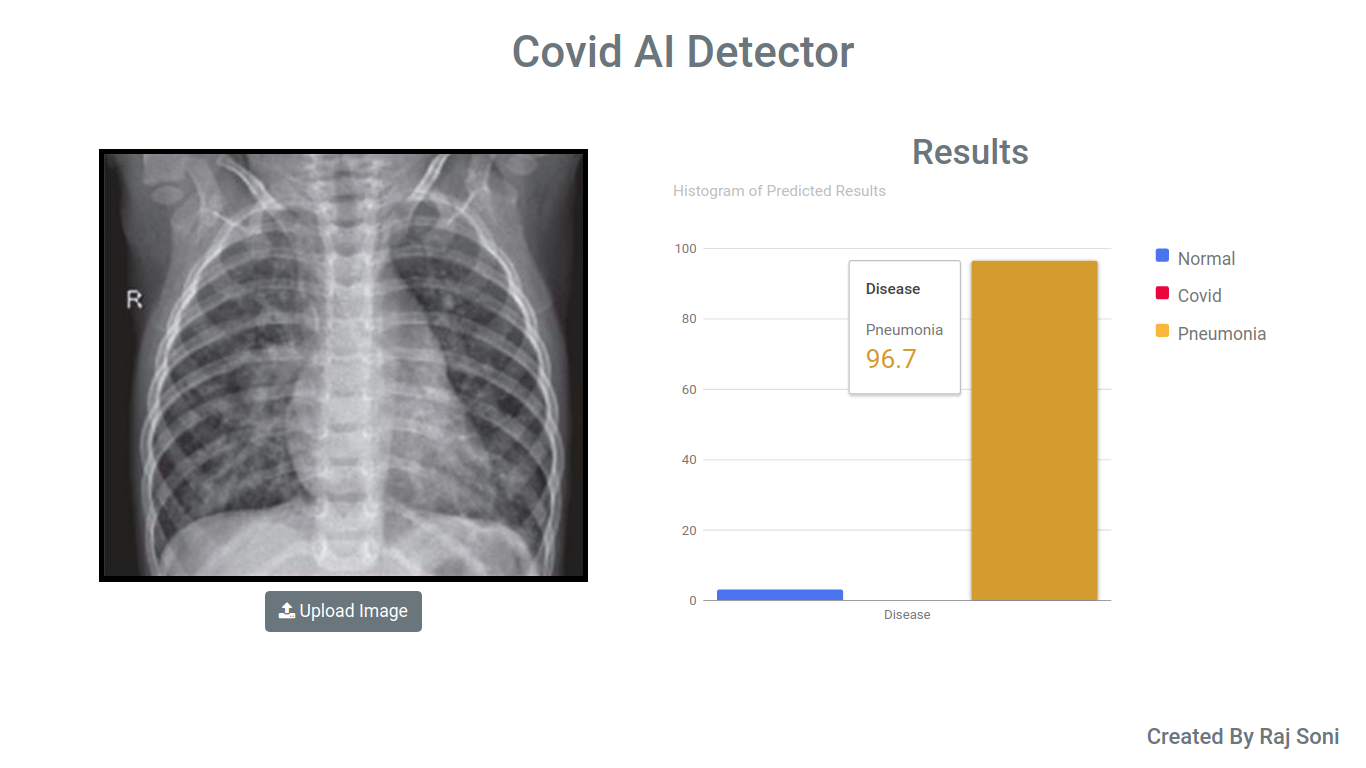 Covid AI Detector
R
Upload Image
Results
Histogram of Predicted Results
100
80
60
40
20
0
Disease
Pneumonia
96.7
Disease
Normal
Covid
Pneumonia
Created By Raj Soni